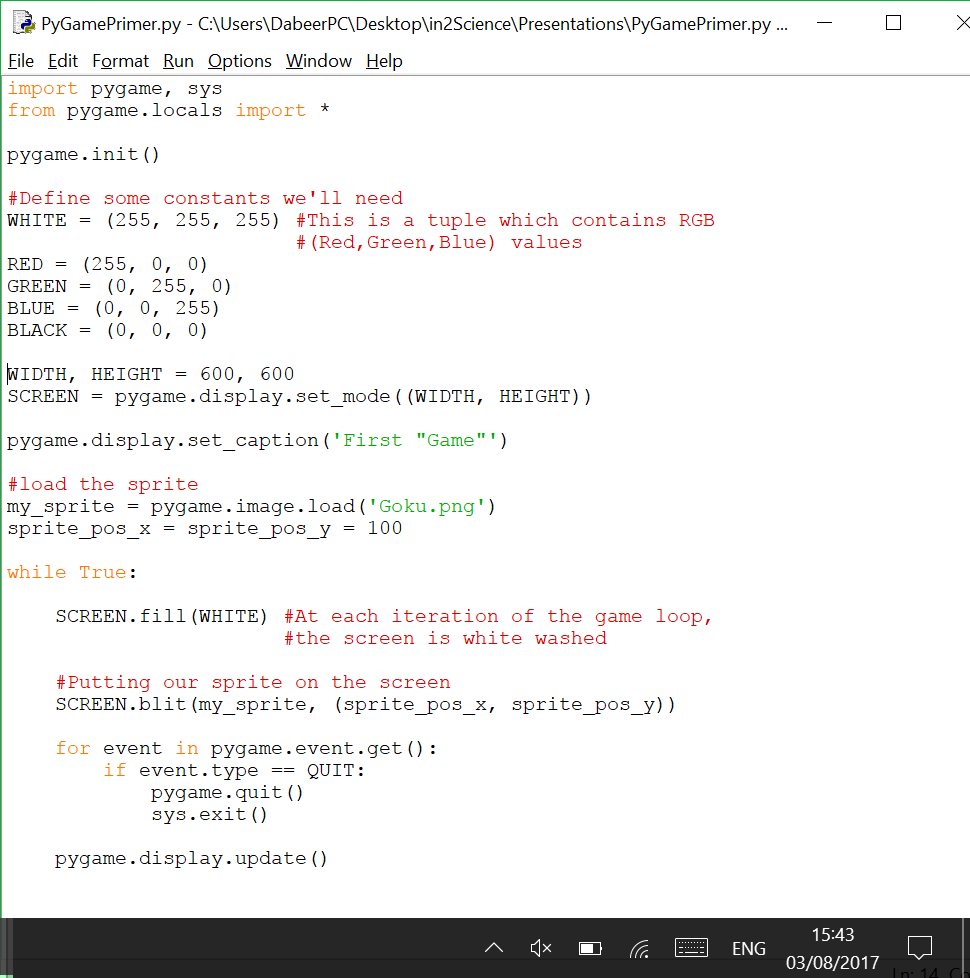 PyGamePrimer.py - C:\Users\DabeerPC\Desktop\in2Science\Presentations\PyGamePrimer.py ...
File Edit Format Run Options Window Help
import pygame, sys
from pygame.locals import *
pygame.init()
#Define some constants we'll need
WHITE = (255, 255, 255) #This is a tuple which contains RGB
#(Red,Green,Blue) values
RED = (255, 0, 0)
GREEN = (0, 255, 0)
BLUE = (0, 0, 255)
BLACK = (0, 0, 0)
WIDTH, HEIGHT = 600, 600
SCREEN = pygame.display.set_mode((WIDTH, HEIGHT))
pygame.display.set_caption('First "Game"')
#load the sprite
my_sprite = pygame.image.load('Goku.png')
sprite_pos_x = sprite_pos_y = 100
while True:
SCREEN.fill(WHITE) #At each iteration of the game loop,
#the screen is white washed
#Putting our sprite on the screen
SCREEN.blit(my_sprite, (sprite_pos_x, sprite_pos_y))
for event in pygame.event.get():
if event.type == QUIT:
pygame.quit()
sys.exit()
pygame.display.update()
ENG
15:43
03/08/2017
Ln: 14